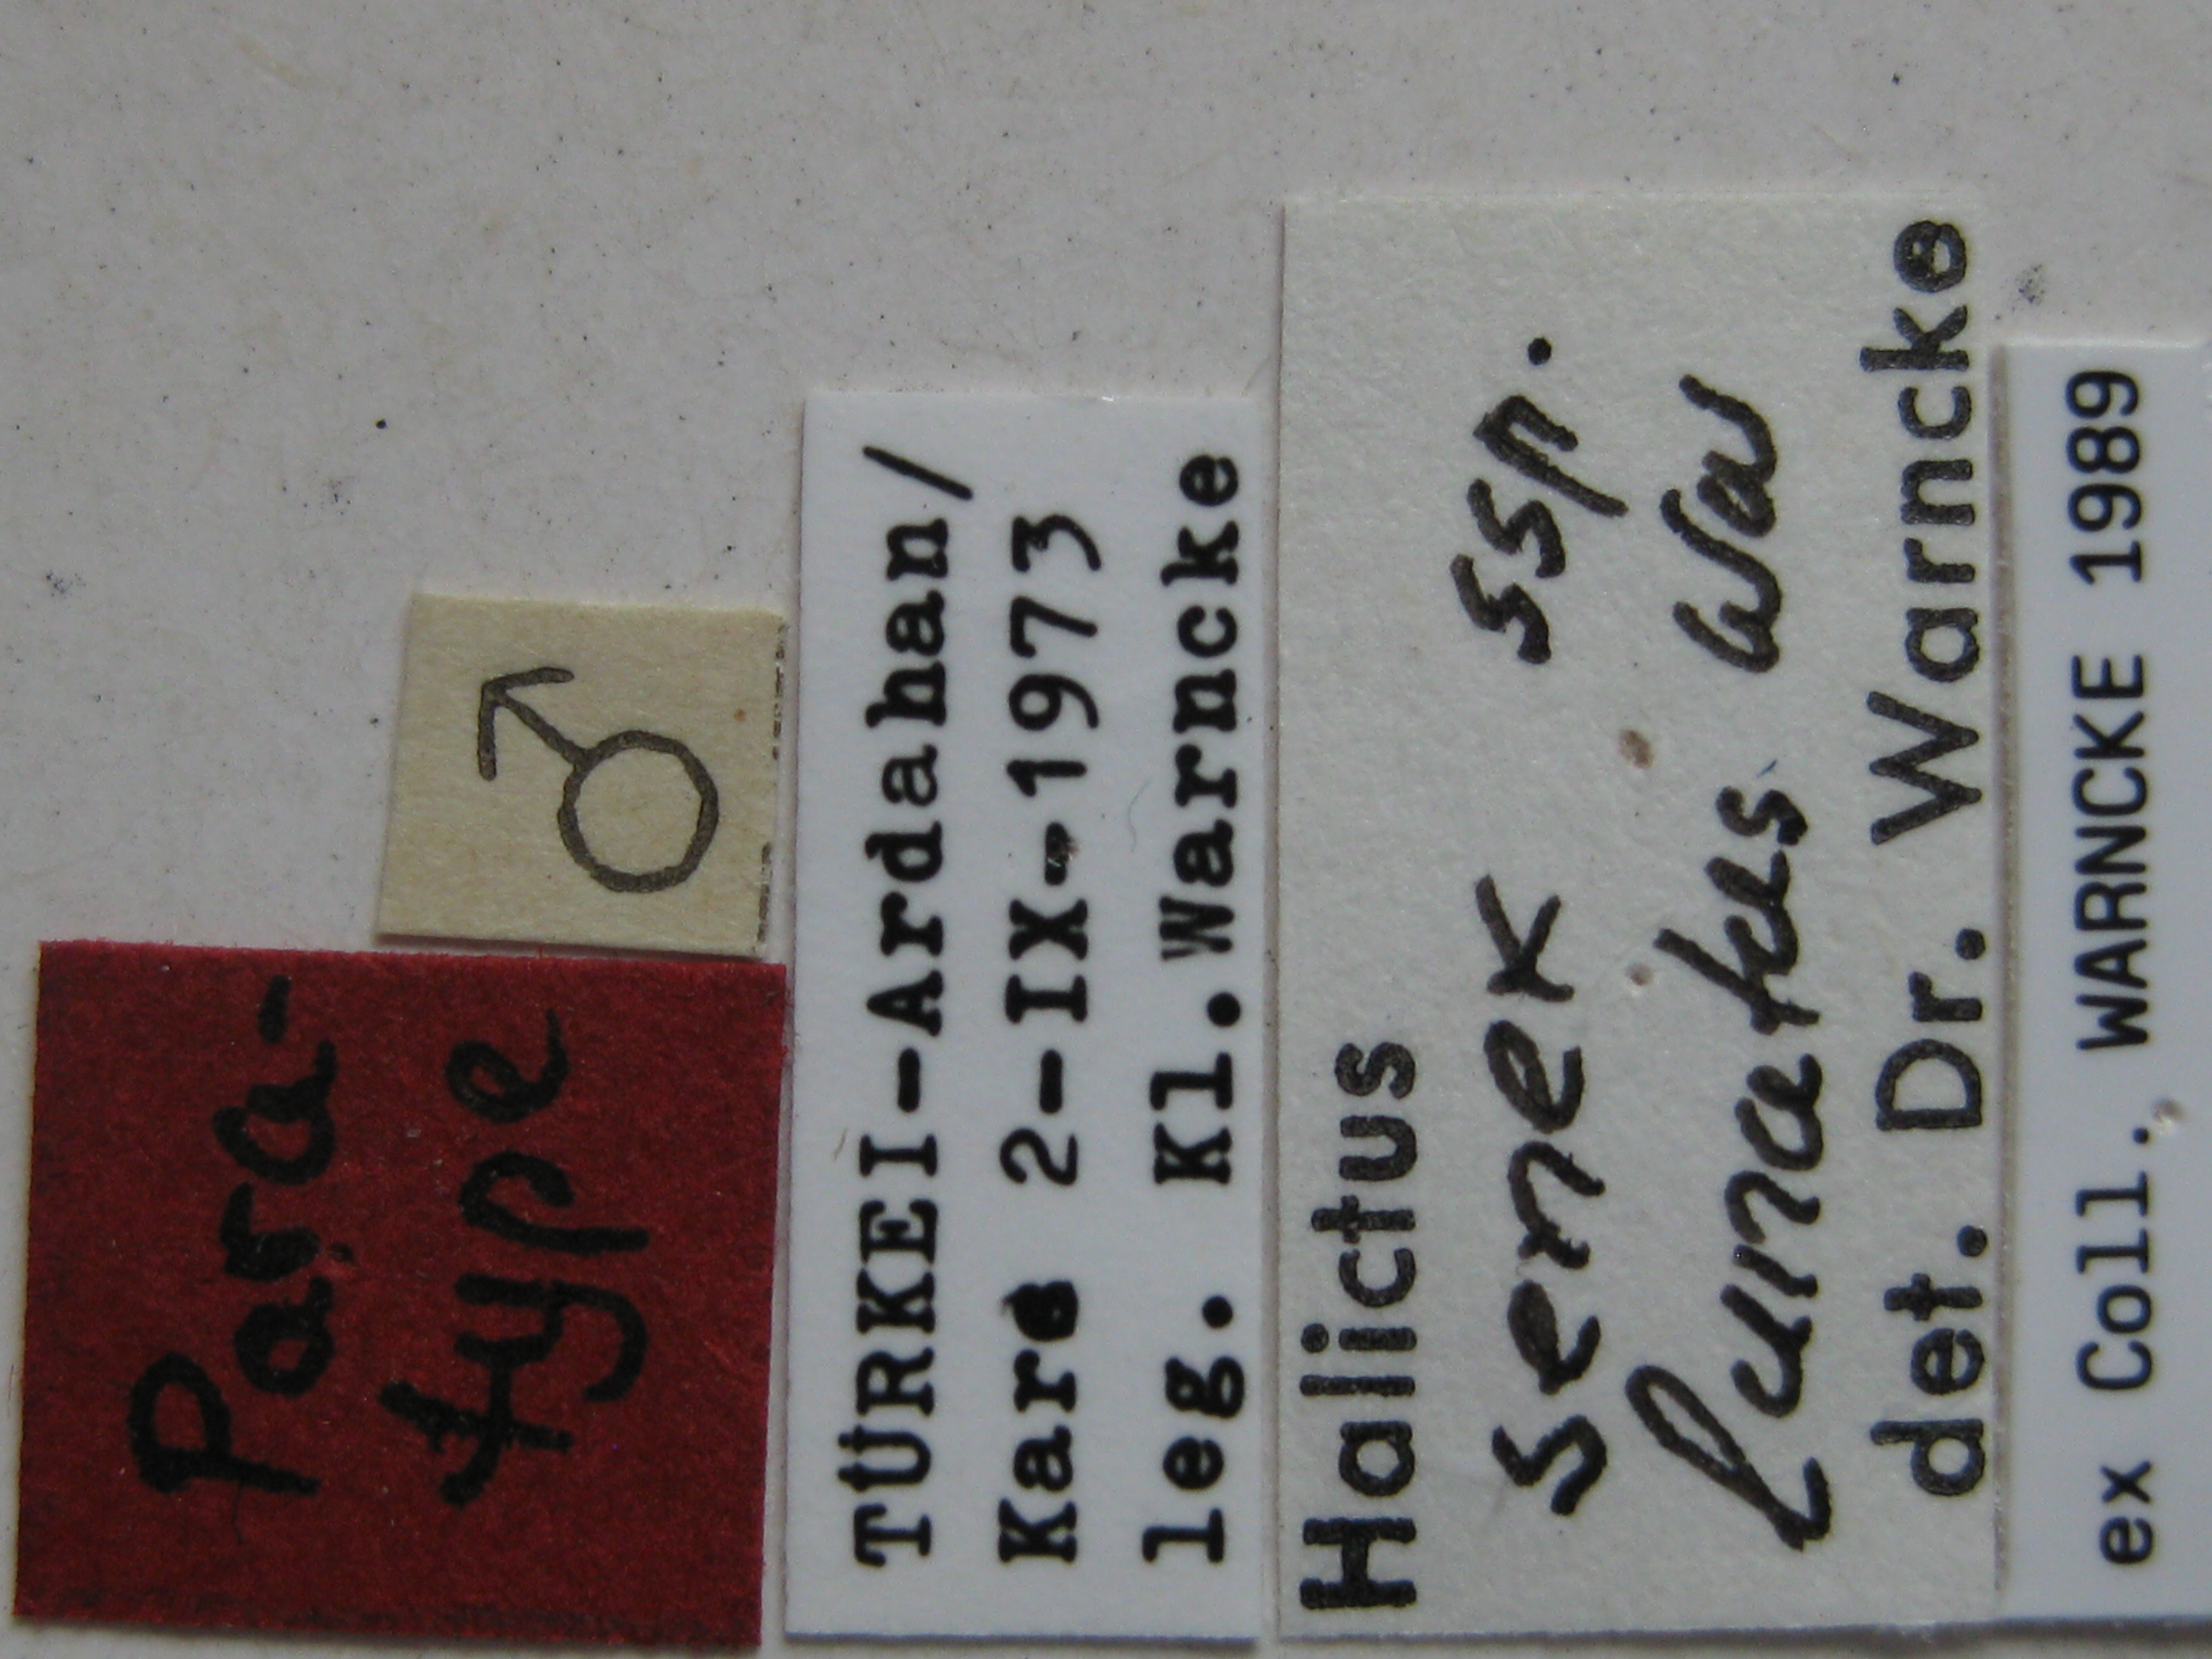 Para-
type
♂
TÜRKEI-Ardahan/
Kars 2-IX-1973
leg. Kl.Warncke
Halictus
senex ssp.
lunatus War
det. Dr. Warncke
ex Coll. WARNCKE 1989